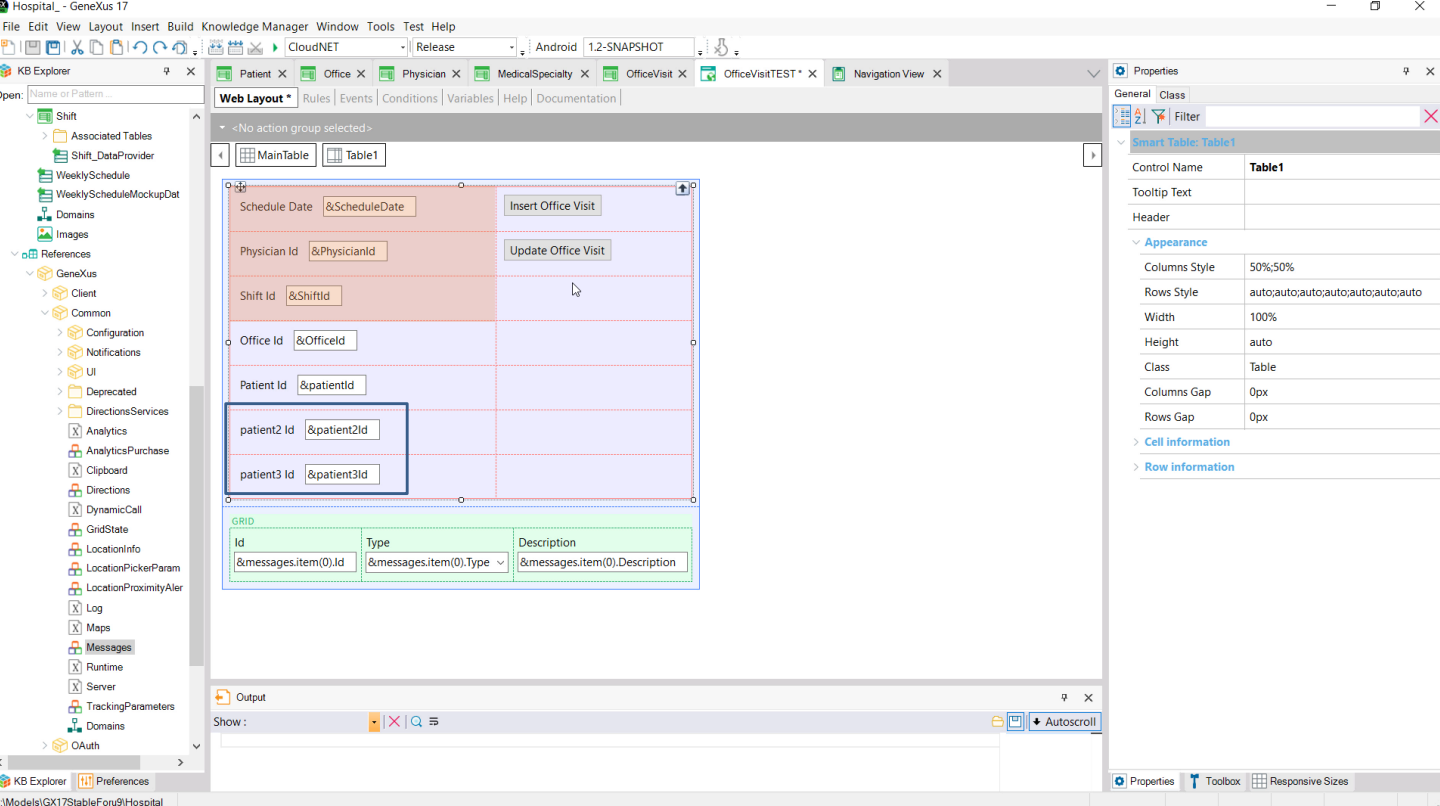 Hospital_ - GeneXus 17
File Edit View Layout Insert Build Knowledge Manager Window Tools Test Help
CloudNET Release Android 1.2-SNAPSHOT
KB Explorer
Open: Name or Pattern ...
Shift
Associated Tables
Shift_DataProvider
WeeklySchedule
WeeklyScheduleMockupDat
Domains
Images
References
GeneXus
Client
Common
Configuration
Notifications
UI
Deprecated
DirectionsServices
Analytics
AnalyticsPurchase
Clipboard
Directions
DynamicCall
GridState
LocationInfo
LocationPickerParam
LocationProximityAler
Log
Maps
Messages
Runtime
Server
TrackingParameters
Domains
OAuth
KB Explorer Preferences
:\Models\GX17StableForu9\Hospital
Patient Office Physician MedicalSpecialty OfficeVisit OfficeVisitTEST * Navigation View
Web Layout * Rules Events Conditions Variables Help Documentation
<No action group selected>
MainTable Table1
Schedule Date &ScheduleDate Insert Office Visit
Physician Id &PhysicianId Update Office Visit
Shift Id &ShiftId
Office Id &OfficeId
Patient Id &patientId
patient2 Id &patient2Id
patient3 Id &patient3Id
GRID
Id Type Description
&messages.item(0).Id &messages.item(0).Type &messages.item(0).Description
Output
Show : Autoscroll
Properties
General Class
Filter
Smart Table: Table1
Control Name Table1
Tooltip Text
Header
Appearance
Columns Style 50%;50%
Rows Style auto;auto;auto;auto;auto;auto;auto
Width 100%
Height auto
Class Table
Columns Gap 0px
Rows Gap 0px
Cell information
Row information
Properties Toolbox Responsive Sizes